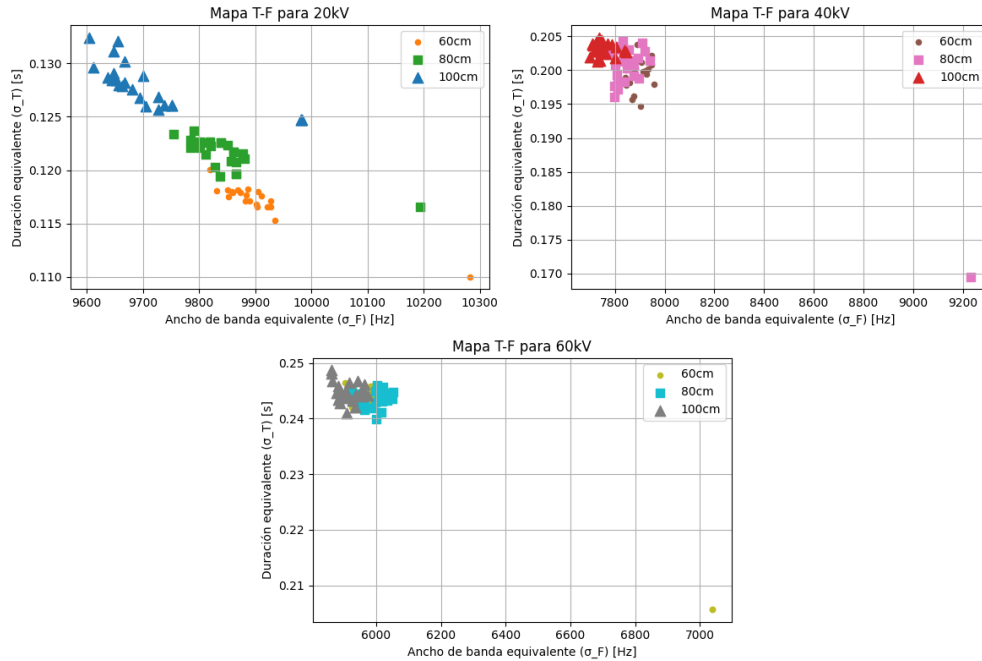 Mapa T-F para 20kV
Duración equivalente (σ_T) [s]
0.130
0.125
0.120
0.115
0.110
60cm
80cm
100cm
9600 9700 9800 9900 10000 10100 10200 10300
Ancho de banda equivalente (σ_F) [Hz]
Mapa T-F para 40kV
Duración equivalente (σ_T) [s]
0.205
0.200
0.195
0.190
0.185
0.180
0.175
0.170
60cm
80cm
100cm
7800 8000 8200 8400 8600 8800 9000 9200
Ancho de banda equivalente (σ_F) [Hz]
Mapa T-F para 60kV
Duración equivalente (σ_T) [s]
0.25
0.24
0.23
0.22
0.21
60cm
80cm
100cm
6000 6200 6400 6600 6800 7000
Ancho de banda equivalente (σ_F) [Hz]